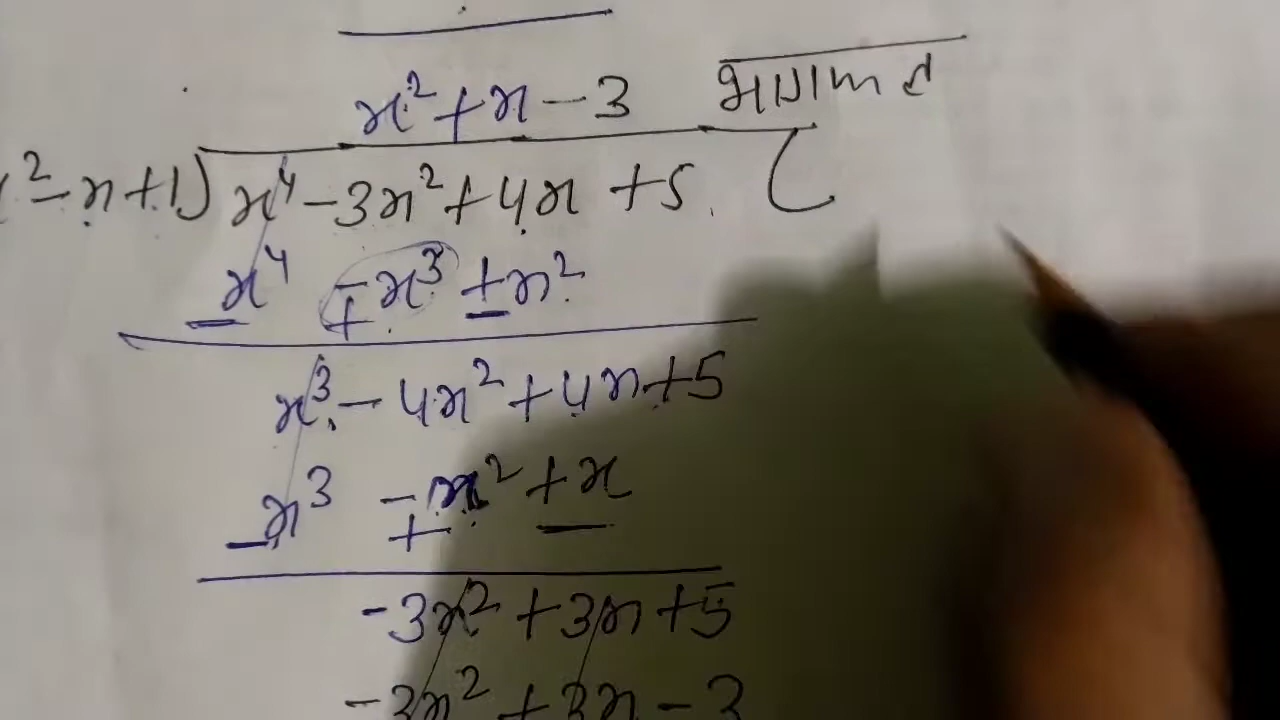 x² + x - 3 भागफल
x² - x + 1) x⁴ - 3x² + 4x + 5 (
x⁴ - x³ + x²
- + -
x³ - 4x² + 4x + 5
x³ - x² + x
- + -
-3x² + 3x + 5
-3x² + 3x - 3